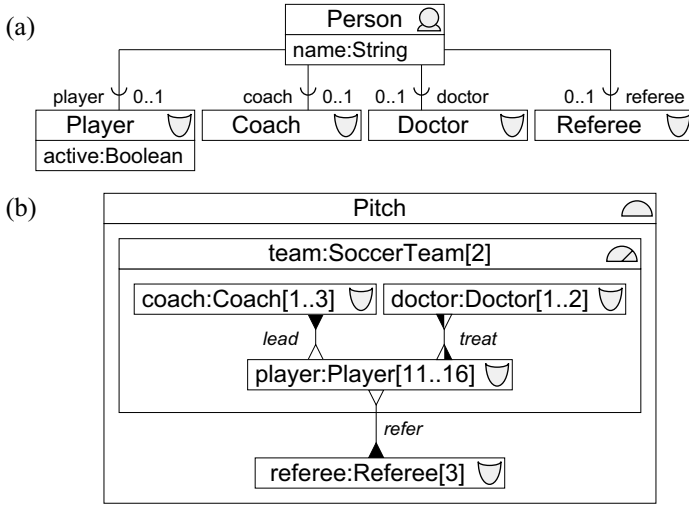 (a)
Person
name:String
player 0..1 coach 0..1 0..1 doctor 0..1 referee
Player Coach Doctor Referee
active:Boolean
(b)
Pitch
team:SoccerTeam[2]
coach:Coach[1..3] doctor:Doctor[1..2]
lead treat
player:Player[11..16]
refer
referee:Referee[3]